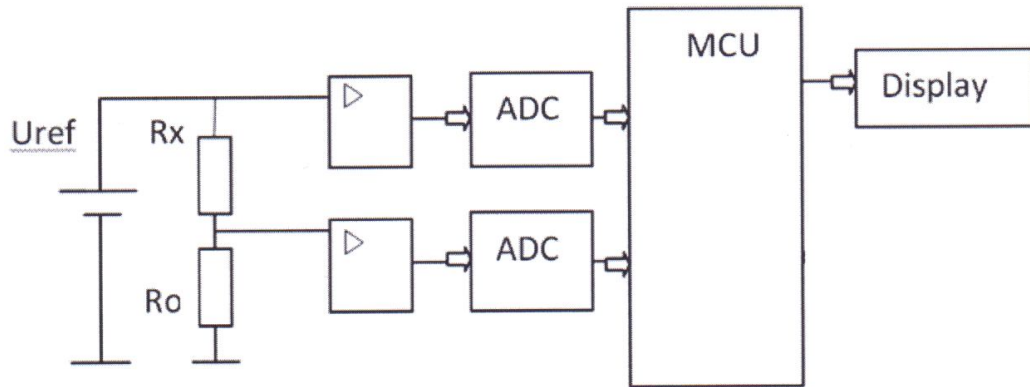 MCU
ADC
Display
Uref
Rx
ADC
Ro